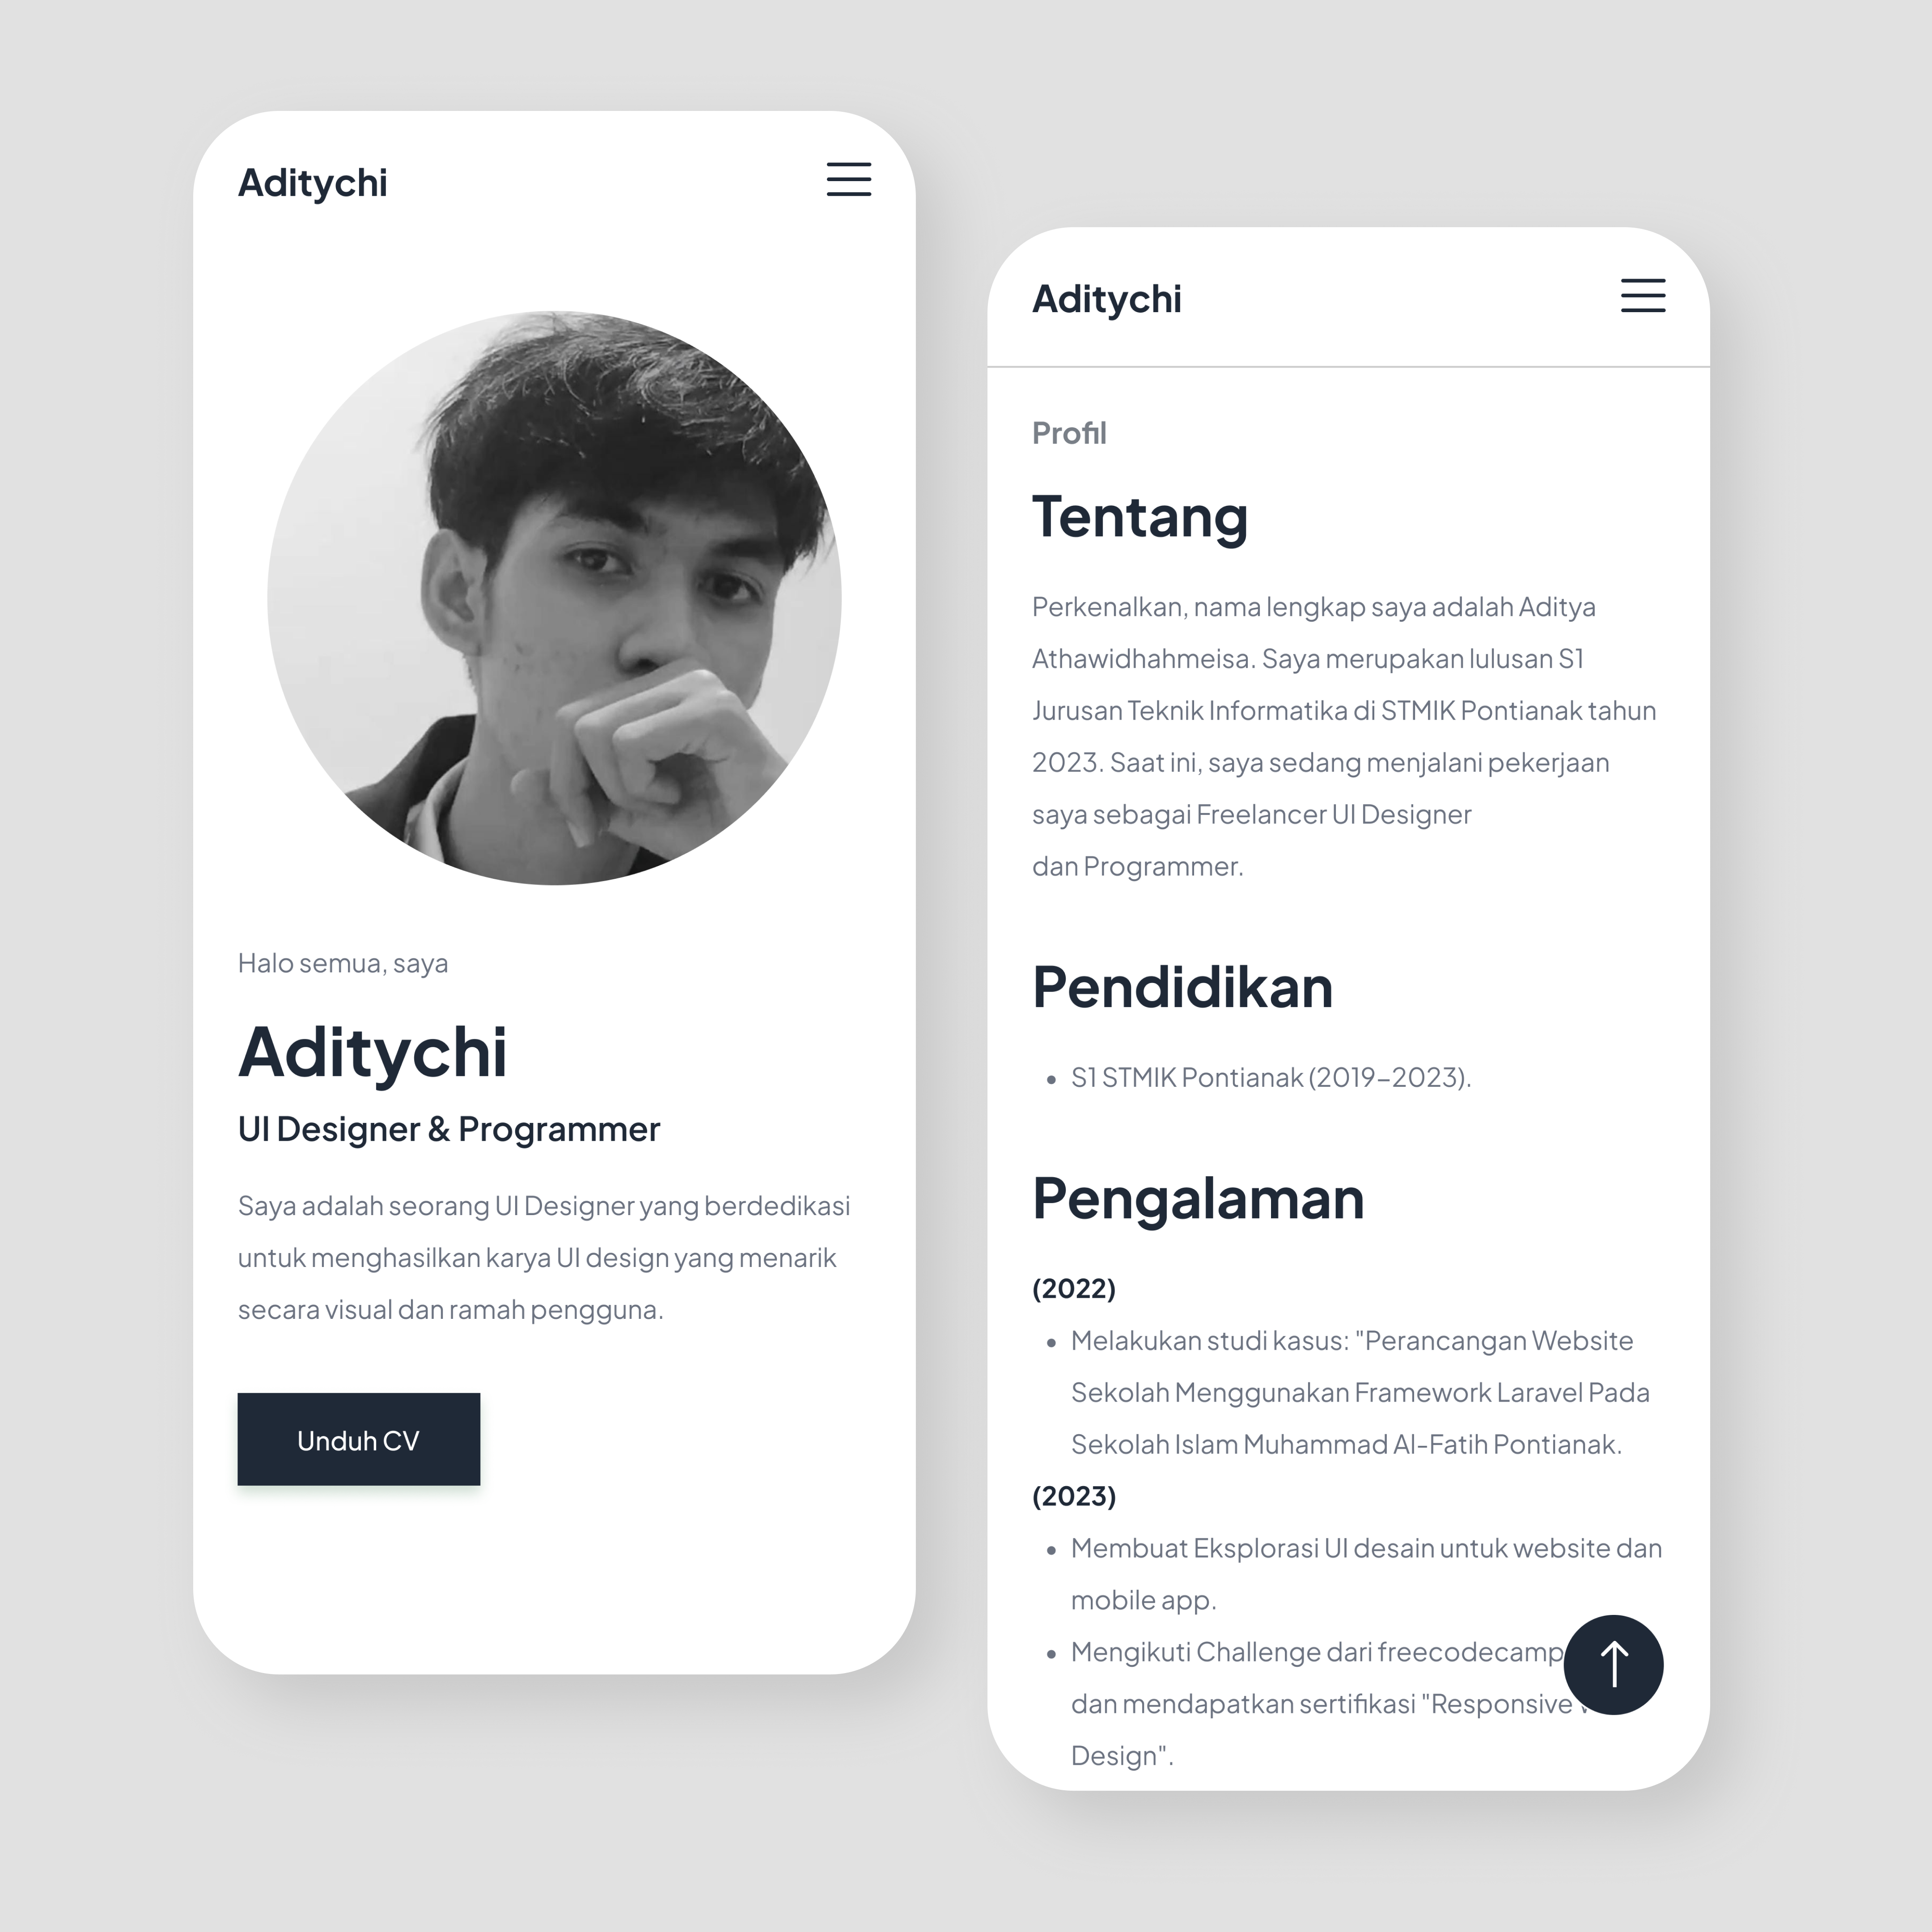 Aditychi
Halo semua, saya
Aditychi
UI Designer & Programmer
Saya adalah seorang UI Designer yang berdedikasi
untuk menghasilkan karya UI design yang menarik
secara visual dan ramah pengguna.
Unduh CV
Aditychi
Profil
Tentang
Perkenalkan, nama lengkap saya adalah Aditya
Athawidhahmeisa. Saya merupakan lulusan S1
Jurusan Teknik Informatika di STMIK Pontianak tahun
2023. Saat ini, saya sedang menjalani pekerjaan
saya sebagai Freelancer UI Designer
dan Programmer.
Pendidikan
• S1 STMIK Pontianak (2019–2023).
Pengalaman
(2022)
• Melakukan studi kasus: "Perancangan Website
Sekolah Menggunakan Framework Laravel Pada
Sekolah Islam Muhammad Al-Fatih Pontianak.
(2023)
• Membuat Eksplorasi UI desain untuk website dan
mobile app.
• Mengikuti Challenge dari freecodecamp
dan mendapatkan sertifikasi "Responsive
Design".